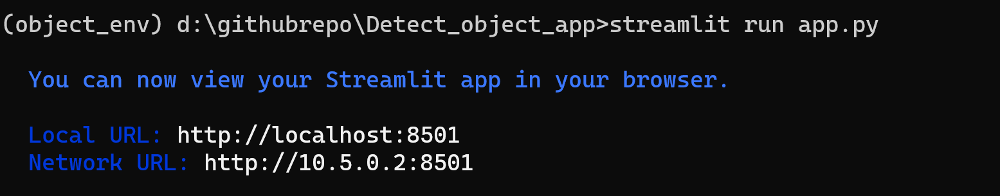 (object_env) d:\githubrepo\Detect_object_app>streamlit run app.py
You can now view your Streamlit app in your browser.
Local URL: http://localhost:8501
Network URL: http://10.5.0.2:8501